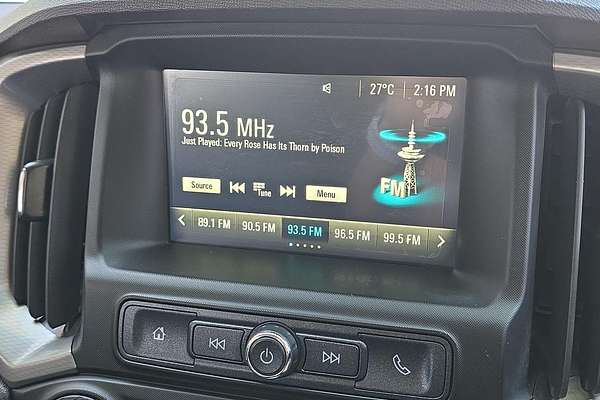 27°C 2:16 PM
93.5 MHz
Just Played: Every Rose Has Its Thorn by Poison
FM
Source Tune Menu
89.1 FM 90.5 FM 93.5 FM 96.5 FM 99.5 FM